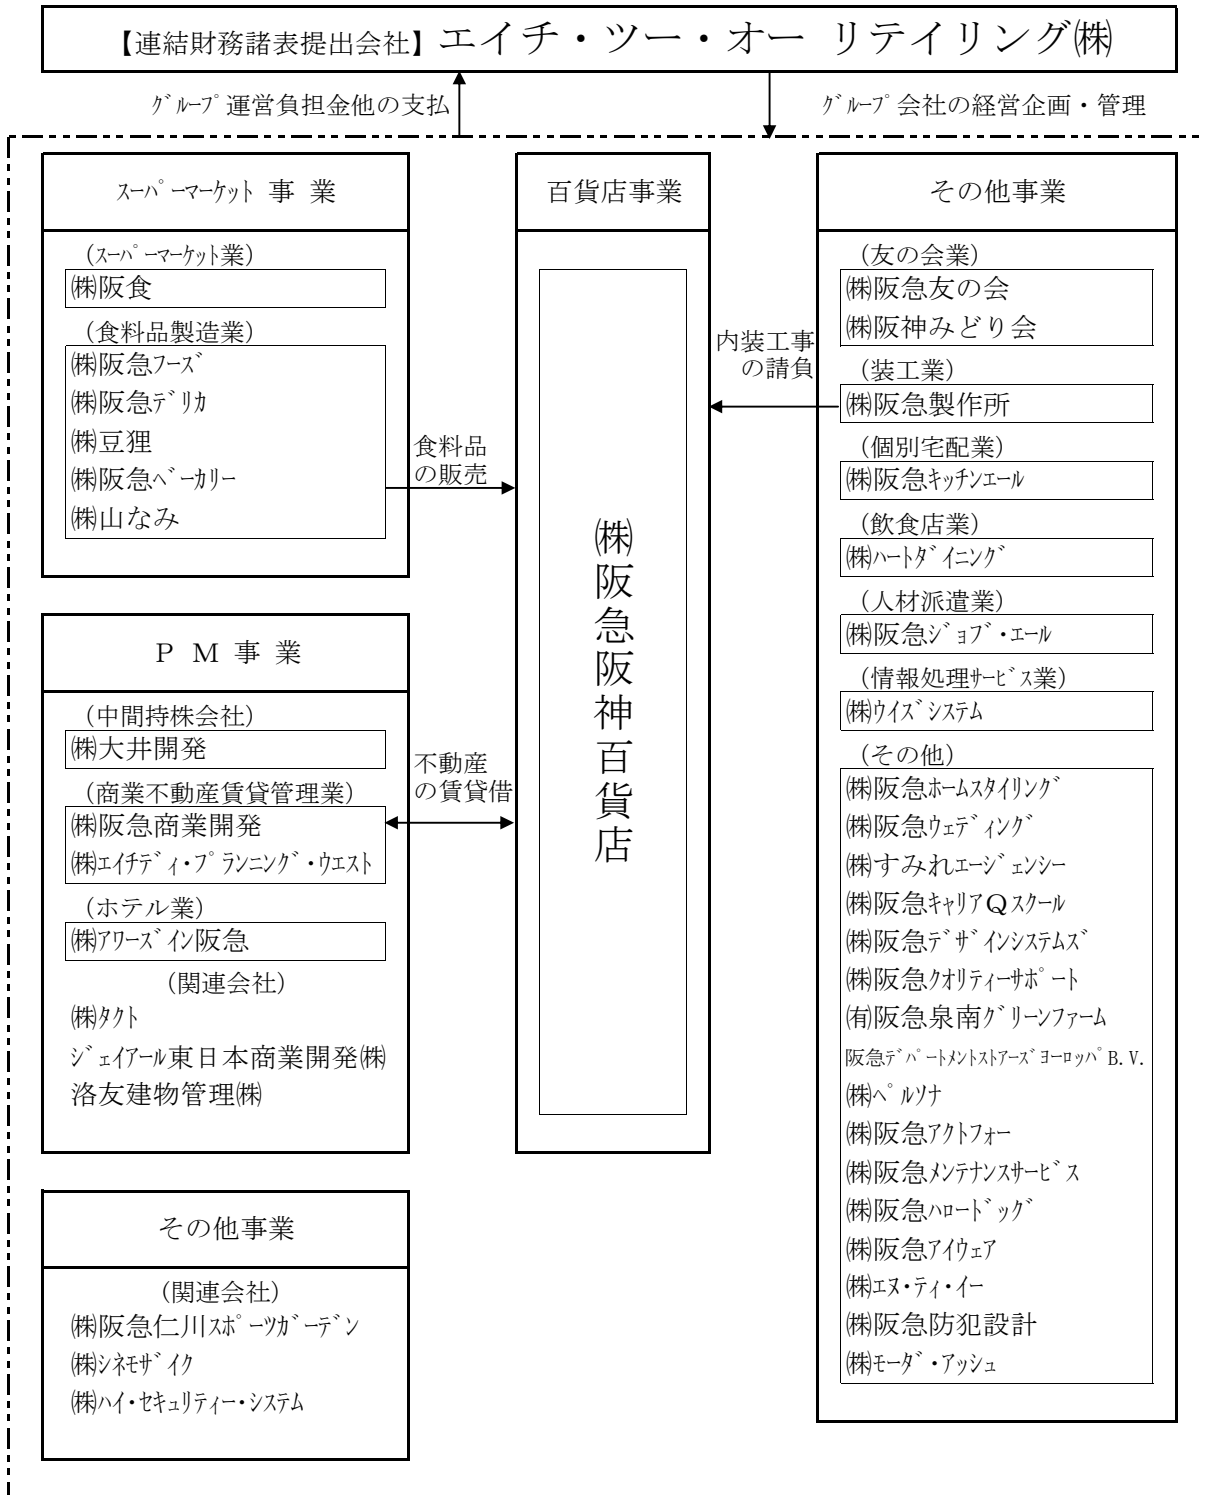 【連結財務諸表提出会社】エイチ・ツー・オー リテイリング㈱
ｸﾞﾙｰﾌﾟ運営負担金他の支払
ｸﾞﾙｰﾌﾟ会社の経営企画・管理
ｽｰﾊﾟｰﾏｰｹｯﾄ 事 業
（ｽｰﾊﾟｰﾏｰｹｯﾄ業）
㈱阪食
（食料品製造業）
㈱阪急ﾌｰｽﾞ
㈱阪急ﾃﾞﾘｶ
㈱豆狸
㈱阪急ﾍﾞｰｶﾘｰ
㈱山なみ
食料品
の販売
Ｐ Ｍ 事 業
（中間持株会社）
㈱大井開発
（商業不動産賃貸管理業）
㈱阪急商業開発
㈱ｴｲﾁﾃﾞｨ･ﾌﾟﾗﾝﾆﾝｸﾞ･ｳｴｽﾄ
（ホテル業）
㈱ｱﾜｰｽﾞｲﾝ阪急
（関連会社）
㈱ﾀｸﾄ
ｼﾞｪｲｱｰﾙ東日本商業開発㈱
洛友建物管理㈱
不動産
の賃貸借
その他事業
（関連会社）
㈱阪急仁川ｽﾎﾟｰﾂｶﾞｰﾃﾞﾝ
㈱ｼﾈﾓｻﾞｲｸ
㈱ﾊｲ･ｾｷｭﾘﾃｨｰ･ｼｽﾃﾑ
百貨店事業
㈱阪急阪神百貨店
内装工事
の請負
その他事業
（友の会業）
㈱阪急友の会
㈱阪神みどり会
（装工業）
㈱阪急製作所
（個別宅配業）
㈱阪急ｷｯﾁﾝｴｰﾙ
（飲食店業）
㈱ﾊｰﾄﾀﾞｲﾆﾝｸﾞ
（人材派遣業）
㈱阪急ｼﾞｮﾌﾞ･ｴｰﾙ
（情報処理ｻｰﾋﾞｽ業）
㈱ｳｲｽﾞｼｽﾃﾑ
（その他）
㈱阪急ﾎｰﾑｽﾀｲﾘﾝｸﾞ
㈱阪急ｳｪﾃﾞｨﾝｸﾞ
㈱すみれｴｰｼﾞｪﾝｼｰ
㈱阪急ｷｬﾘｱＱｽｸｰﾙ
㈱阪急ﾃﾞｻﾞｲﾝｼｽﾃﾑｽﾞ
㈱阪急ｸｵﾘﾃｨｰｻﾎﾟｰﾄ
㈲阪急泉南ｸﾞﾘｰﾝﾌｧｰﾑ
阪急ﾃﾞﾊﾟｰﾄﾒﾝﾄｽﾄｱｰｽﾞﾖｰﾛｯﾊﾟB.V.
㈱ﾍﾟﾙｿﾅ
㈱阪急ｱｸﾄﾌｫｰ
㈱阪急ﾒﾝﾃﾅﾝｽｻｰﾋﾞｽ
㈱阪急ﾊﾛｰﾄﾞｯｸﾞ
㈱阪急ｱｲｳｪｱ
㈱ｴﾇ･ﾃｨ･ｲｰ
㈱阪急防犯設計
㈱ﾓｰﾀﾞ･ｱｯｼｭ